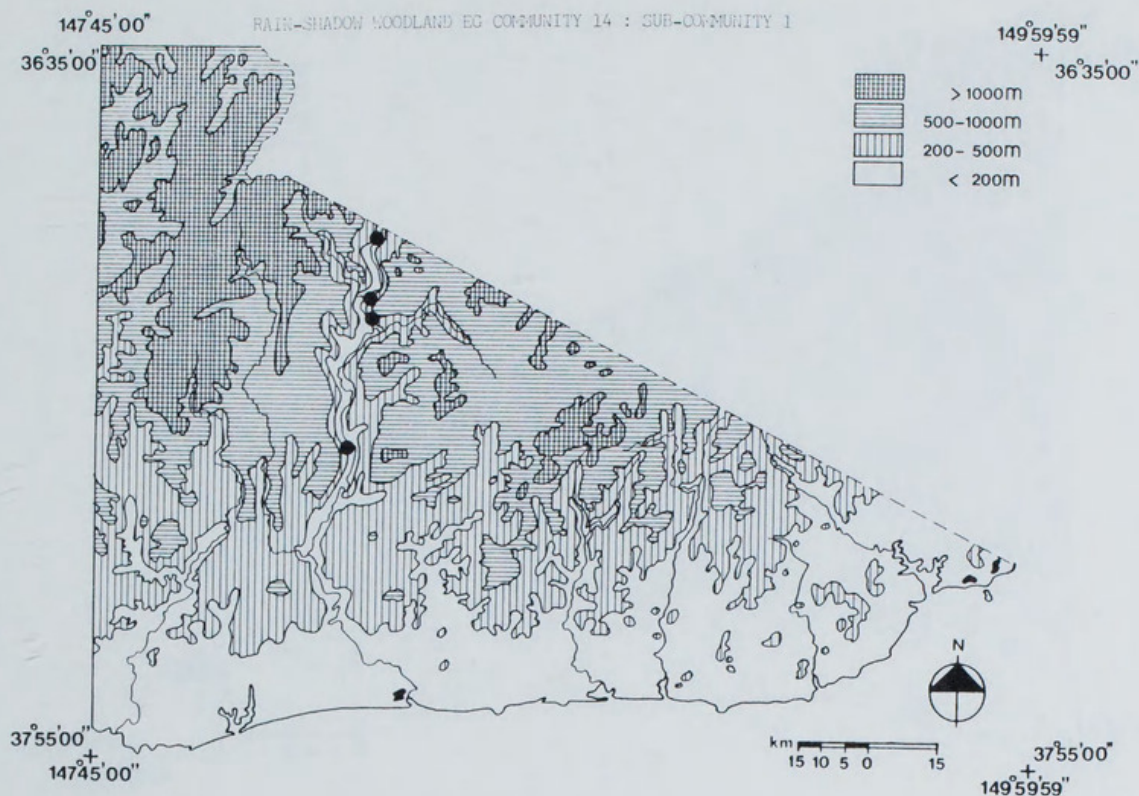 RAIN-SHADOW WOODLAND EG COMMUNITY 14 : SUB-COMMUNITY 1
147°45'00"
36°35'00"
149°59'59"
36°35'00"
> 1000m
500-1000m
200- 500m
< 200m
N
km
15 10 5 0 15
37°55'00"
147°45'00"
37°55'00"
149°59'59"